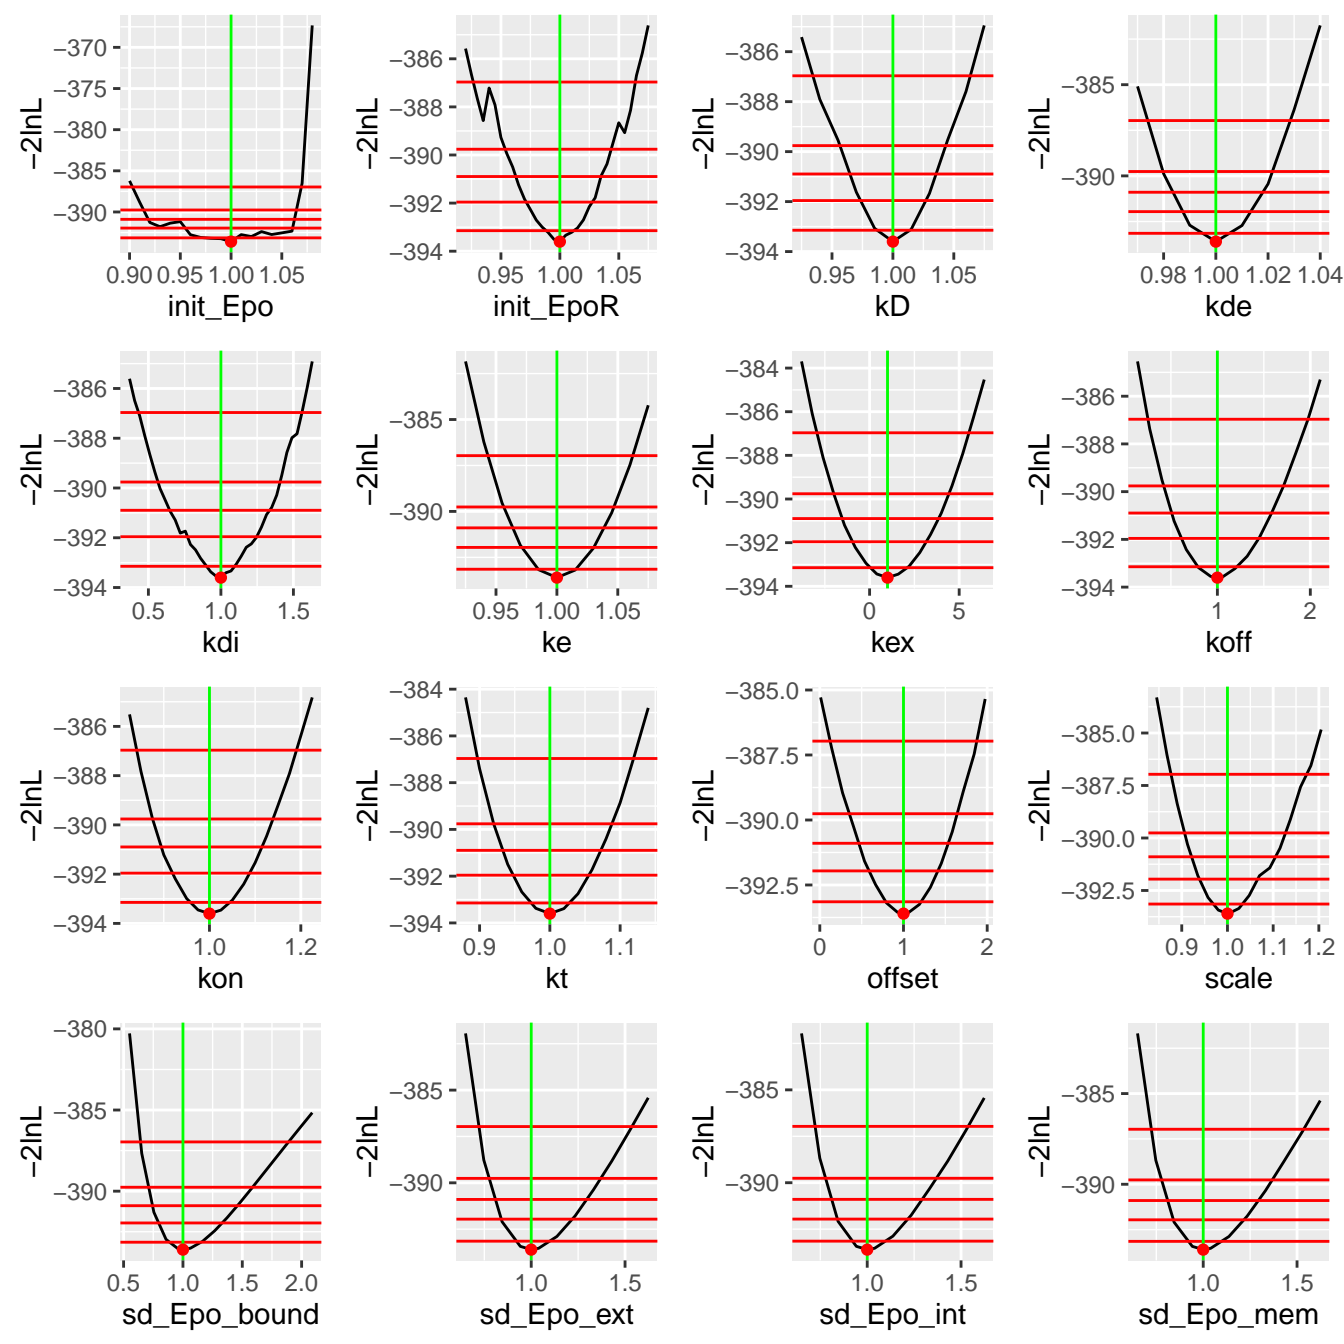 −2lnL
−370
−375
−380
−385
−390
0.90 0.95 1.00 1.05
init_Epo
−2lnL
−386
−388
−390
−392
−394
0.95 1.00 1.05
init_EpoR
−2lnL
−386
−388
−390
−392
−394
0.95 1.00 1.05
kD
−2lnL
−385
−390
0.98 1.00 1.02 1.04
kde
−2lnL
−386
−388
−390
−392
−394
0.5 1.0 1.5
kdi
−2lnL
−385
−390
0.95 1.00 1.05
ke
−2lnL
−384
−386
−388
−390
−392
−394
0 5
kex
−2lnL
−386
−388
−390
−392
−394
1 2
koff
−2lnL
−386
−388
−390
−392
−394
1.0 1.2
kon
−2lnL
−384
−386
−388
−390
−392
−394
0.9 1.0 1.1
kt
−2lnL
−385.0
−387.5
−390.0
−392.5
0 1 2
offset
−2lnL
−385.0
−387.5
−390.0
−392.5
0.9 1.0 1.1 1.2
scale
−2lnL
−380
−385
−390
0.5 1.0 1.5 2.0
sd_Epo_bound
−2lnL
−385
−390
1.0 1.5
sd_Epo_ext
−2lnL
−385
−390
1.0 1.5
sd_Epo_int
−2lnL
−385
−390
1.0 1.5
sd_Epo_mem